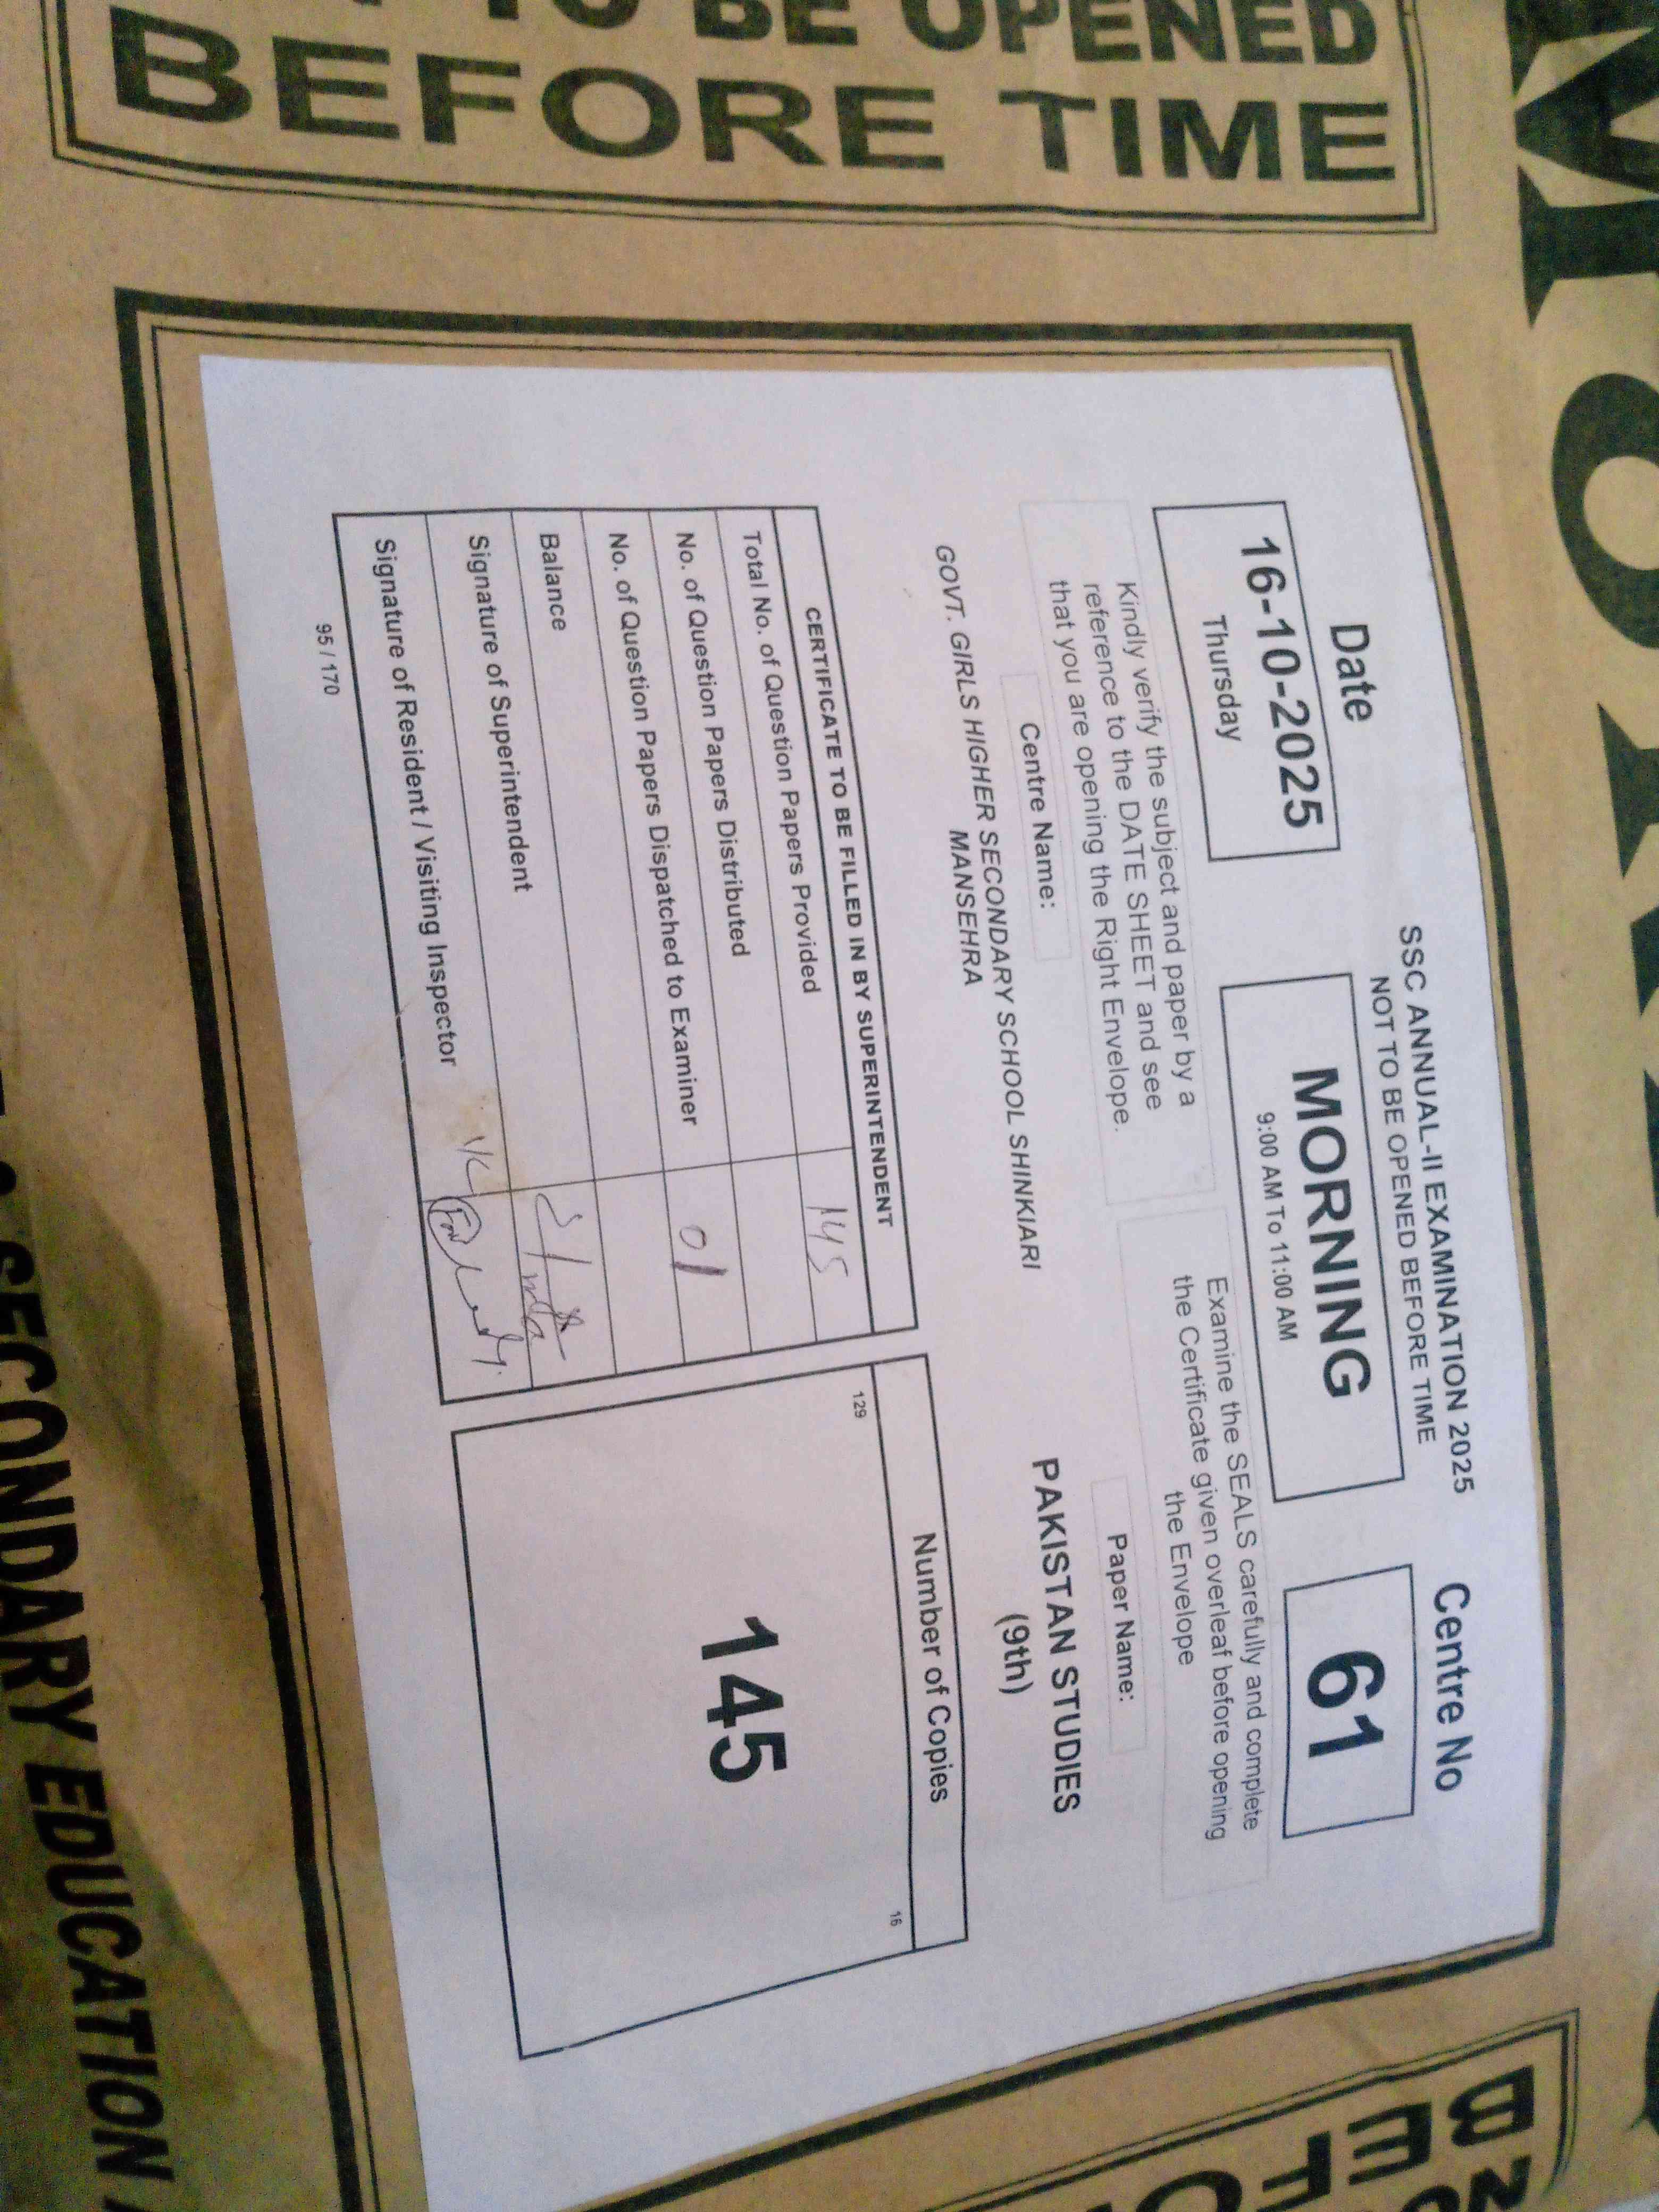 TO BE OPENED
BEFORE TIME
SSC ANNUAL-II EXAMINATION 2025
NOT TO BE OPENED BEFORE TIME
Date
16-10-2025
Thursday
MORNING
9:00 AM To 11:00 AM
Centre No
61
Kindly verify the subject and paper by a
reference to the DATE SHEET and see
that you are opening the Right Envelope.
Examine the SEALS carefully and complete
the Certificate given overleaf before opening
the Envelope
Centre Name:
GOVT. GIRLS HIGHER SECONDARY SCHOOL SHINKIARI
MANSEHRA
Paper Name:
PAKISTAN STUDIES
(9th)
CERTIFICATE TO BE FILLED IN BY SUPERINTENDENT
Total No. of Question Papers Provided 145
No. of Question Papers Distributed
No. of Question Papers Dispatched to Examiner 01
Balance
Signature of Superintendent
Signature of Resident / Visiting Inspector
95 / 170
Number of Copies
129
16
145
SECONDARY EDUCATION